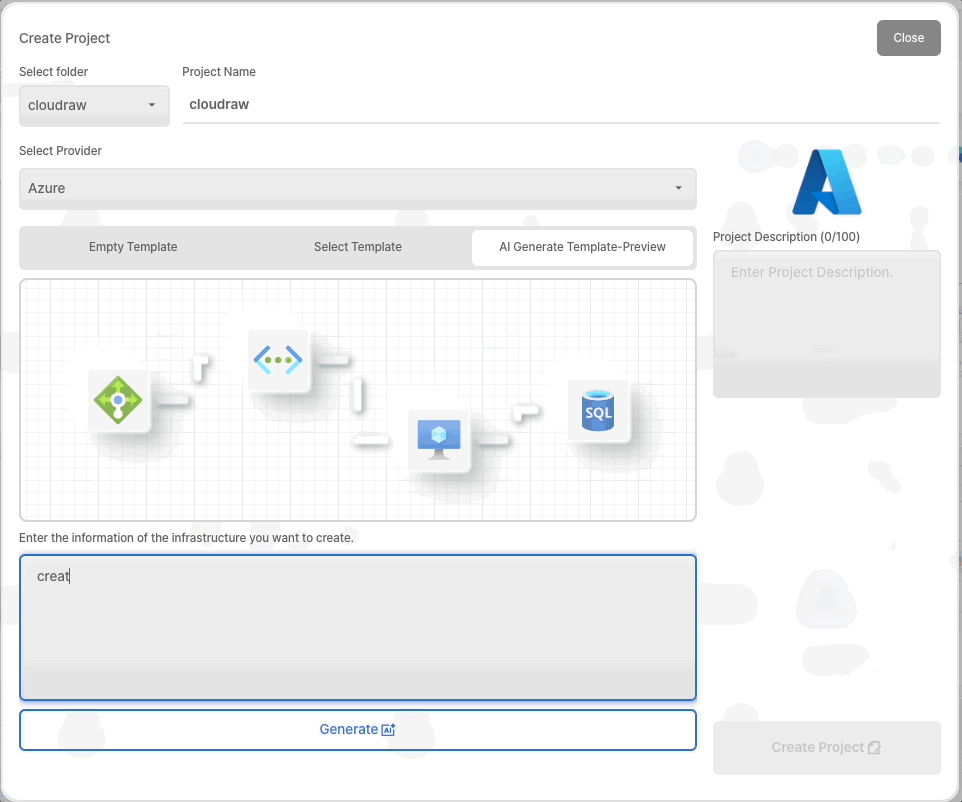 Create Project
Close
Select folder
Project Name
cloudraw
cloudraw
Select Provider
Azure
Empty Template
Select Template
AI Generate Template-Preview
Project Description (0/100)
Enter Project Description.
SQL
Enter the information of the infrastructure you want to create.
creat
Generate AI
Create Project